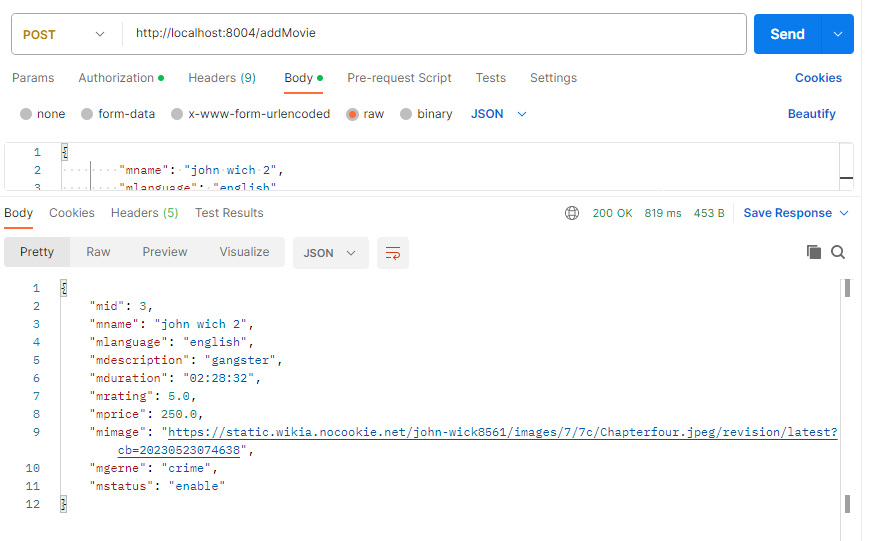 POST http://localhost:8004/addMovie Send
Params Authorization Headers (9) Body Pre-request Script Tests Settings Cookies
none form-data x-www-form-urlencoded raw binary JSON Beautify
1 {
2 "mname": "john wich 2",
3 "mlanguage": "english"
Body Cookies Headers (5) Test Results 200 OK 819 ms 453 B Save Response
Pretty Raw Preview Visualize JSON
1 {
2 "mid": 3,
3 "mname": "john wich 2",
4 "mlanguage": "english",
5 "mdescription": "gangster",
6 "mduration": "02:28:32",
7 "mrating": 5.0,
8 "mprice": 250.0,
9 "mimage": "https://static.wikia.nocookie.net/john-wick8561/images/7/7c/Chapterfour.jpeg/revision/latest?
cb=20230523074638",
10 "mgerne": "crime",
11 "mstatus": "enable"
12 }